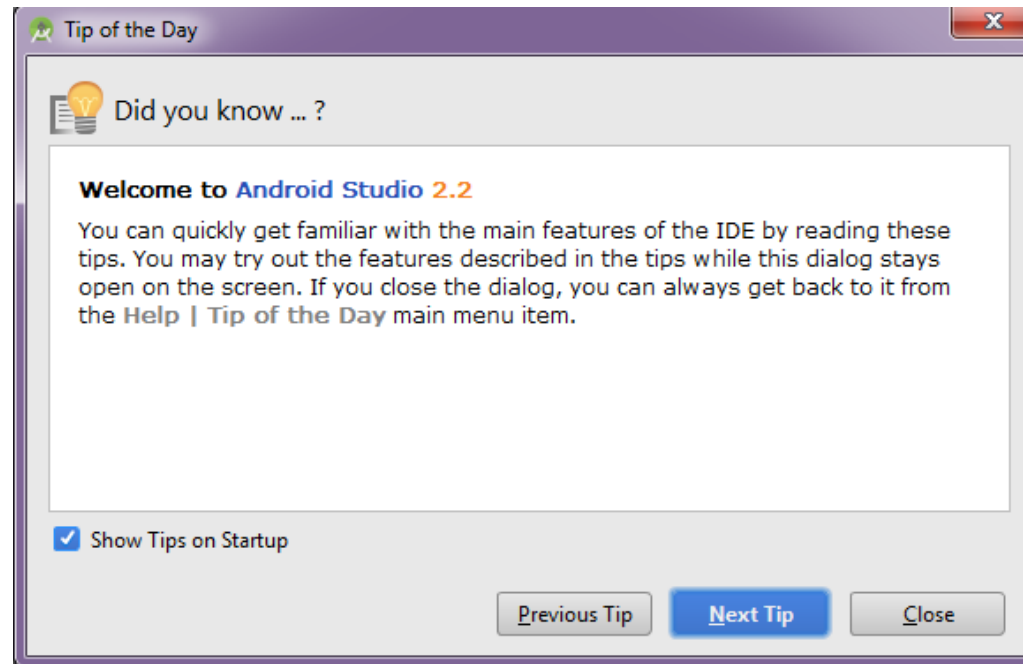 Tip of the Day
Did you know ... ?
Welcome to Android Studio 2.2
You can quickly get familiar with the main features of the IDE by reading these
tips. You may try out the features described in the tips while this dialog stays
open on the screen. If you close the dialog, you can always get back to it from
the Help | Tip of the Day main menu item.
Show Tips on Startup
Previous Tip Next Tip Close